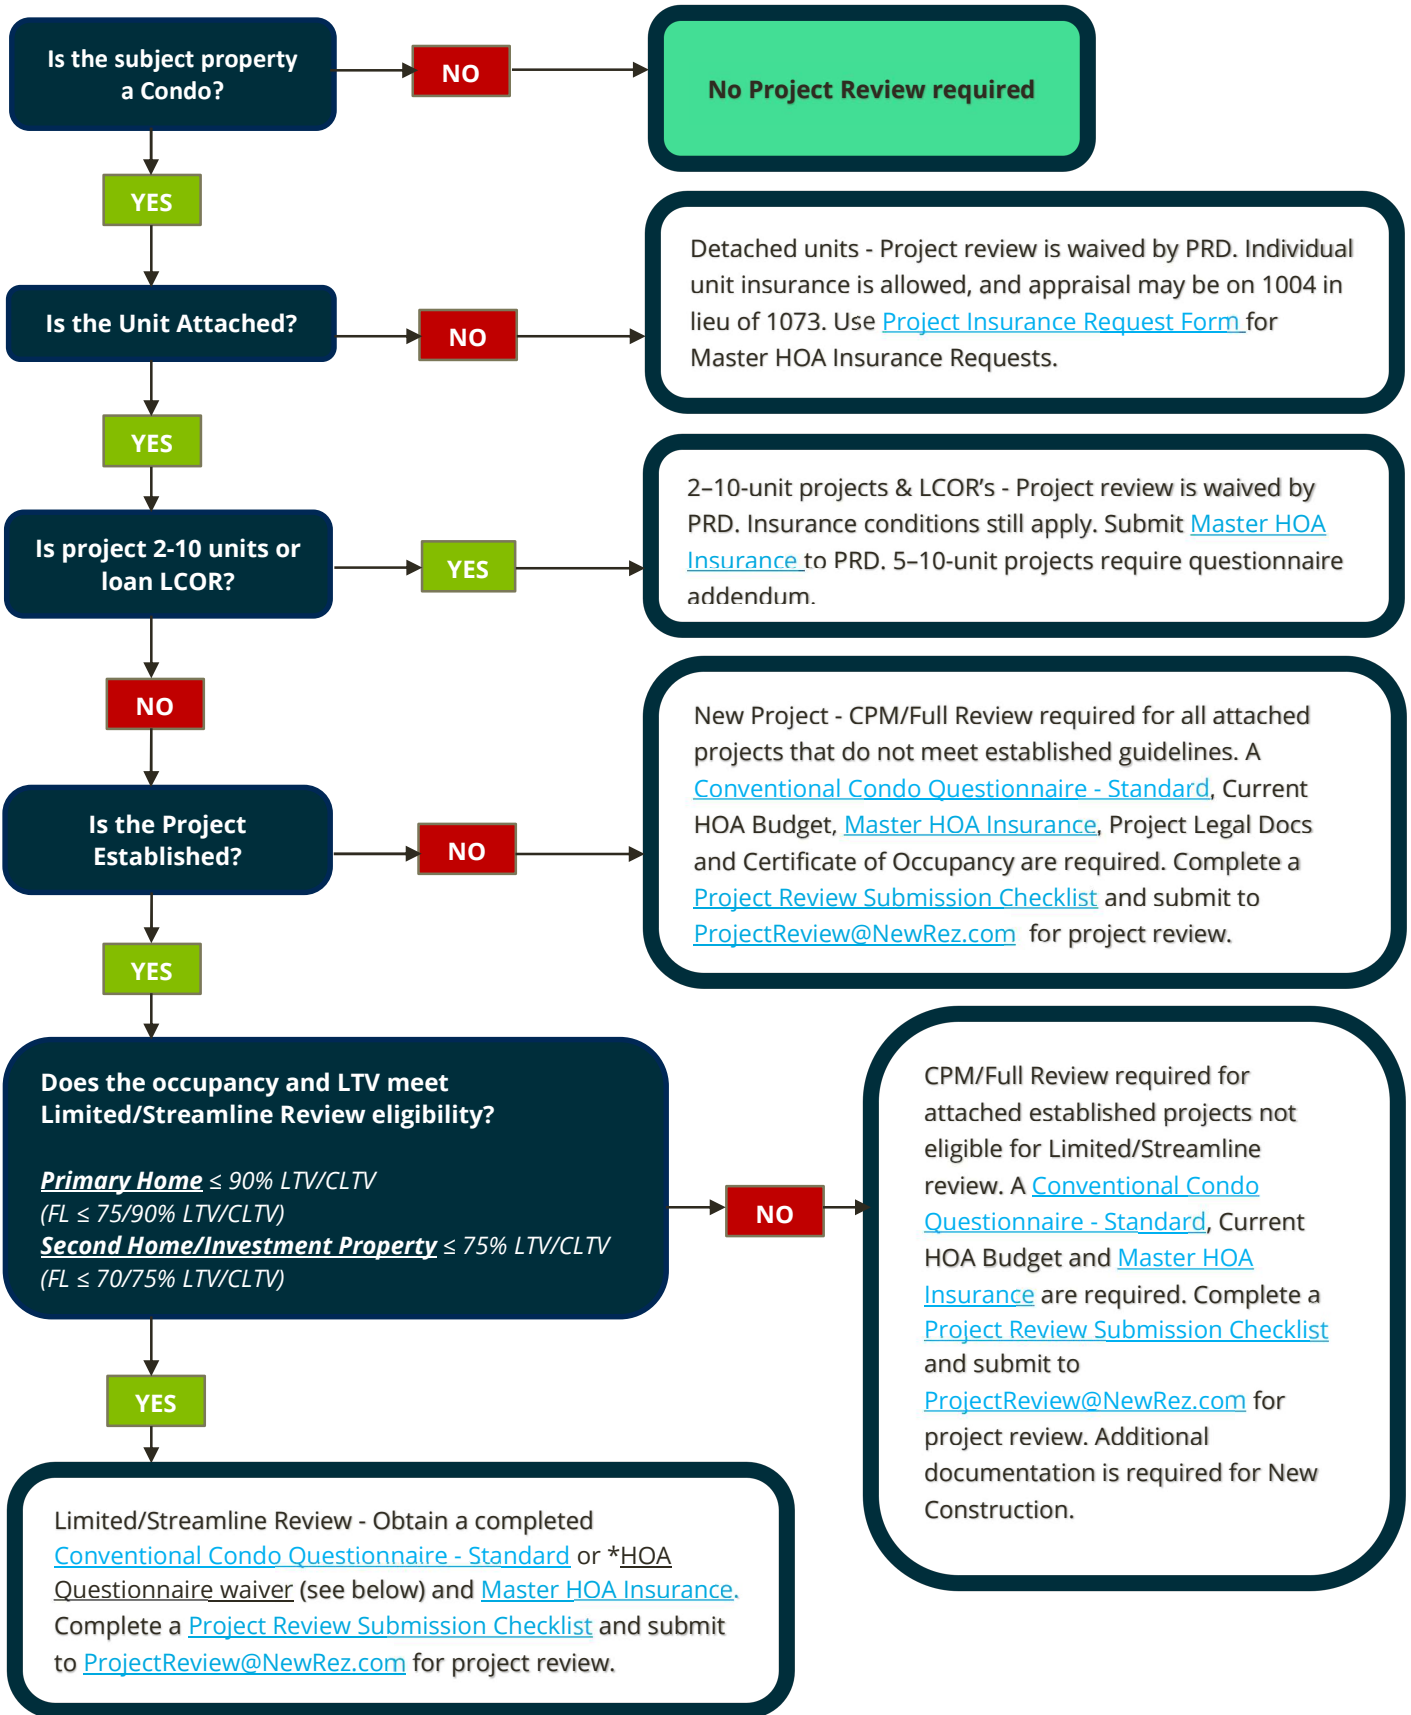 Is the subject property
a Condo?
NO
No Project Review required
YES
Detached units - Project review is waived by PRD. Individual
unit insurance is allowed, and appraisal may be on 1004 in
lieu of 1073. Use Project Insurance Request Form for
Master HOA Insurance Requests.
Is the Unit Attached?
NO
YES
2–10-unit projects & LCOR's - Project review is waived by
PRD. Insurance conditions still apply. Submit Master HOA
Insurance to PRD. 5–10-unit projects require questionnaire
addendum.
Is project 2-10 units or
loan LCOR?
YES
NO
New Project - CPM/Full Review required for all attached
projects that do not meet established guidelines. A
Conventional Condo Questionnaire - Standard, Current
HOA Budget, Master HOA Insurance, Project Legal Docs
and Certificate of Occupancy are required. Complete a
Project Review Submission Checklist and submit to
ProjectReview@NewRez.com for project review.
Is the Project
Established?
NO
YES
Does the occupancy and LTV meet
Limited/Streamline Review eligibility?
Primary Home ≤ 90% LTV/CLTV
(FL ≤ 75/90% LTV/CLTV)
Second Home/Investment Property ≤ 75% LTV/CLTV
(FL ≤ 70/75% LTV/CLTV)
NO
CPM/Full Review required for
attached established projects not
eligible for Limited/Streamline
review. A Conventional Condo
Questionnaire - Standard, Current
HOA Budget and Master HOA
Insurance are required. Complete a
Project Review Submission Checklist
and submit to
ProjectReview@NewRez.com for
project review. Additional
documentation is required for New
Construction.
YES
Limited/Streamline Review - Obtain a completed
Conventional Condo Questionnaire - Standard or *HOA
Questionnaire waiver (see below) and Master HOA Insurance.
Complete a Project Review Submission Checklist and submit
to ProjectReview@NewRez.com for project review.